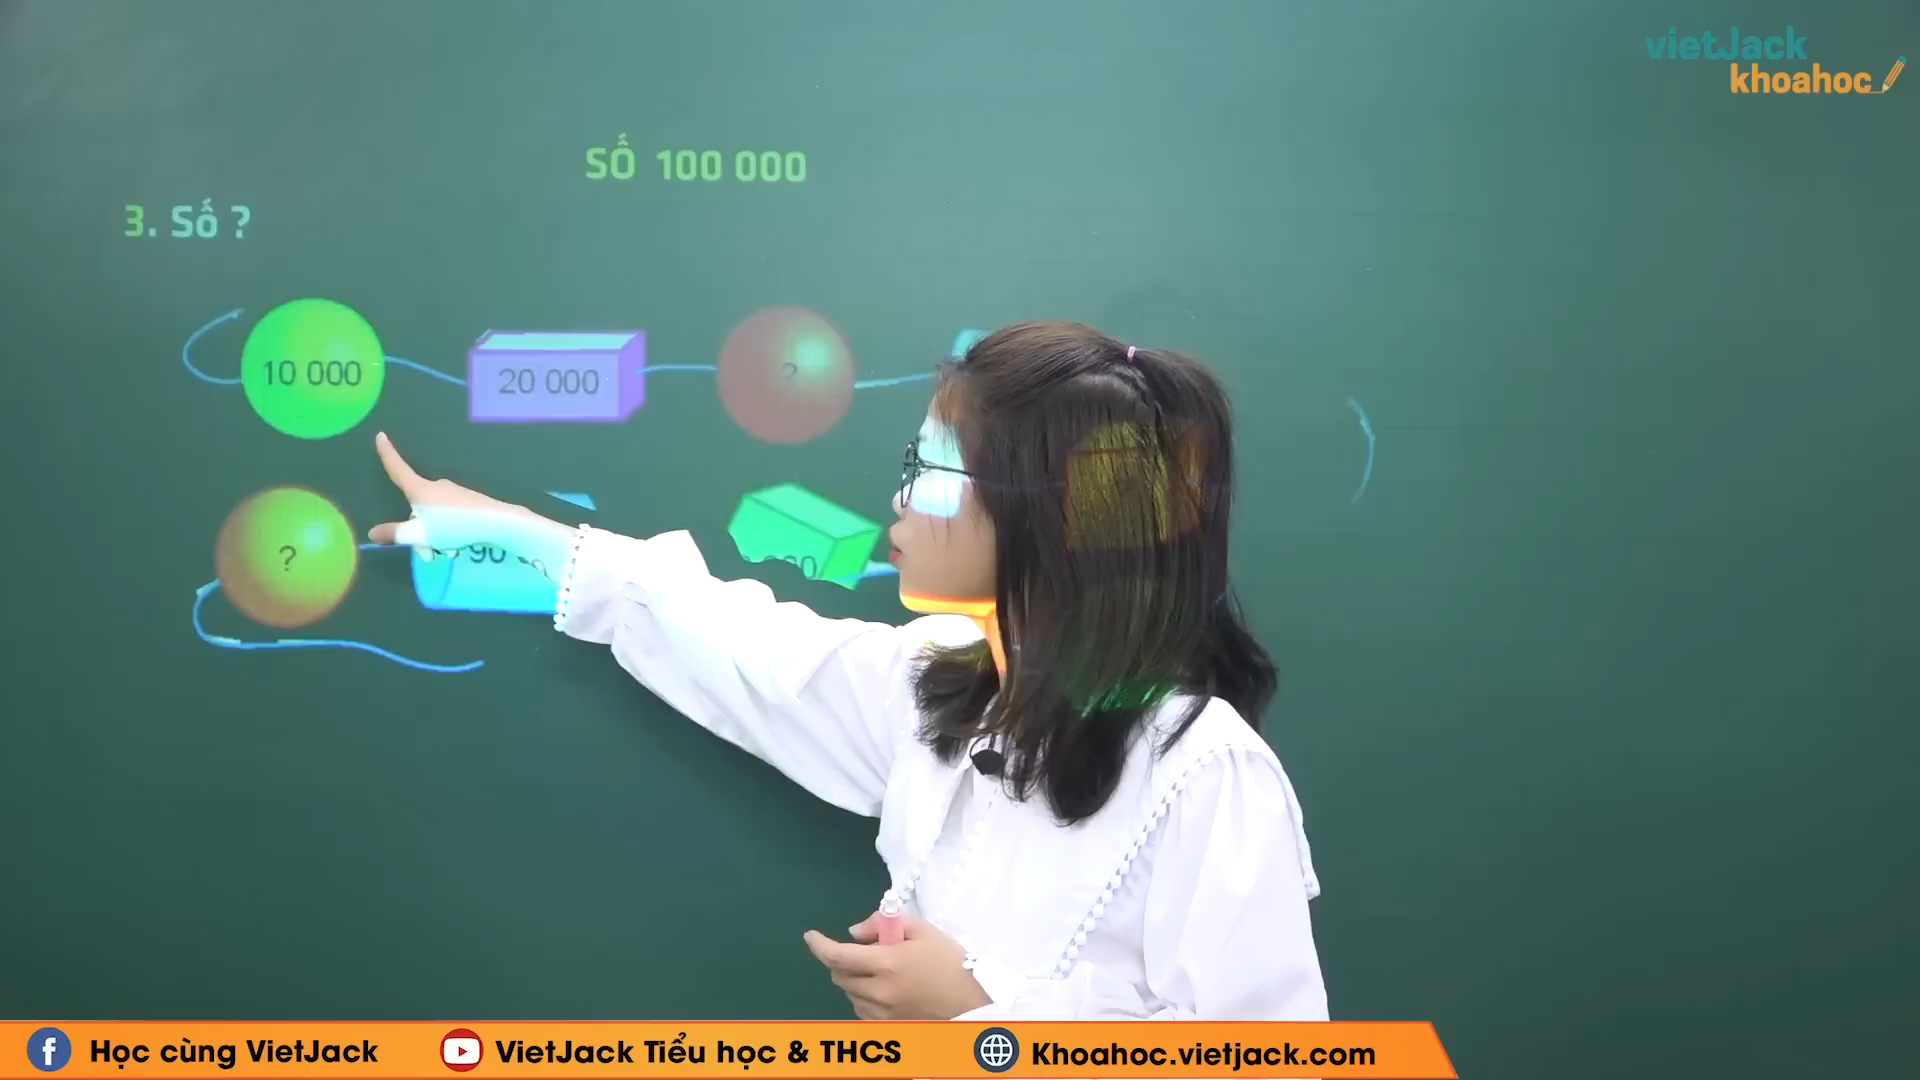 vietJack
khoahoc
SỐ 100 000
3. Số ?
10 000
20 000
?
?
90
Học cùng VietJack
VietJack Tiểu học & THCS
Khoahoc.vietjack.com